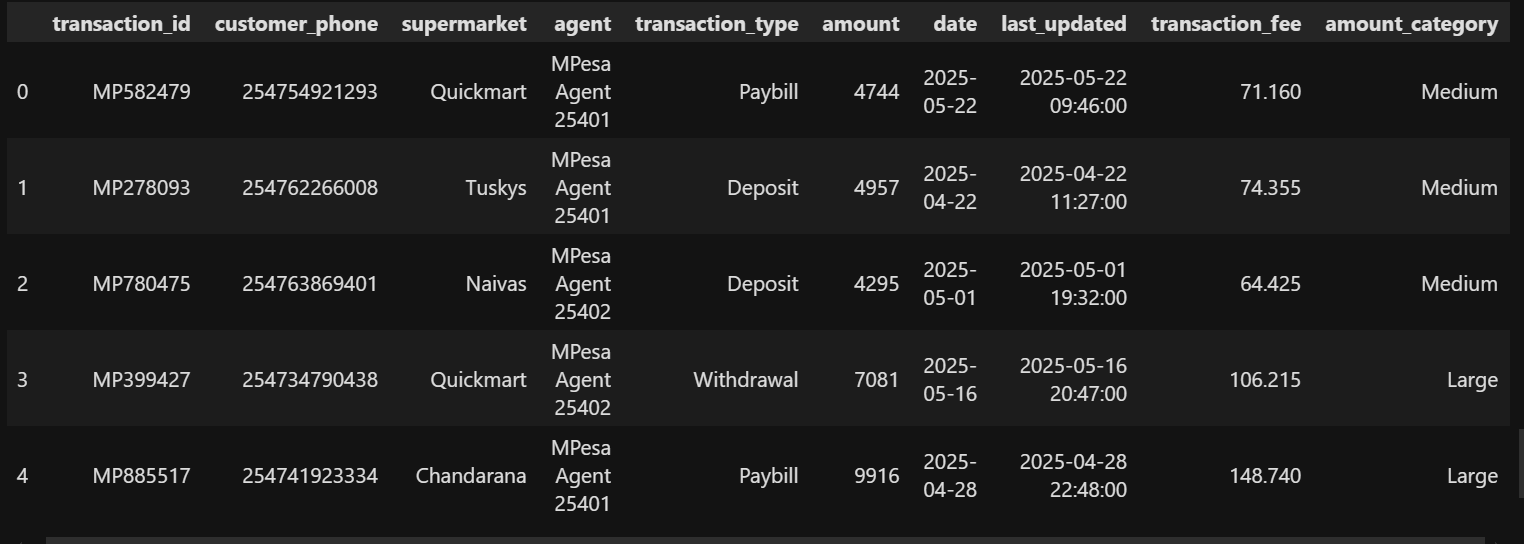 transaction_id customer_phone supermarket agent transaction_type amount date last_updated transaction_fee amount_category
0 MP582479 254754921293 Quickmart MPesa Agent 25401 Paybill 4744 2025-05-22 2025-05-22 09:46:00 71.160 Medium
1 MP278093 254762266008 Tuskys MPesa Agent 25401 Deposit 4957 2025-04-22 2025-04-22 11:27:00 74.355 Medium
2 MP780475 254763869401 Naivas MPesa Agent 25402 Deposit 4295 2025-05-01 2025-05-01 19:32:00 64.425 Medium
3 MP399427 254734790438 Quickmart MPesa Agent 25402 Withdrawal 7081 2025-05-16 2025-05-16 20:47:00 106.215 Large
4 MP885517 254741923334 Chandarana MPesa Agent 25401 Paybill 9916 2025-04-28 2025-04-28 22:48:00 148.740 Large